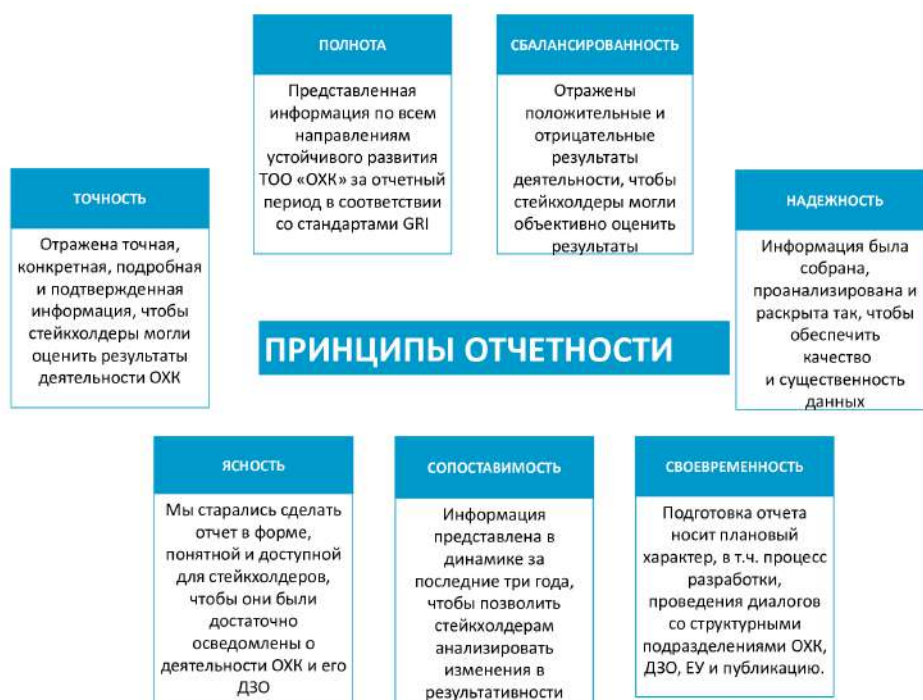 ПОЛНОТА
Представленная
информация по всем
направлениям
устойчивого развития
ТОО «ОХК» за отчетный
период в соответствии
со стандартами GRI
СБАЛАНСИРОВАННОСТЬ
Отражены
положительные и
отрицательные
результаты
деятельности, чтобы
стейкхолдеры могли
объективно оценить
результаты
ТОЧНОСТЬ
Отражена точная,
конкретная, подробная
и подтвержденная
информация, чтобы
стейкхолдеры могли
оценить результаты
деятельности ОХК
НАДЕЖНОСТЬ
Информация была
собрана,
проанализирована и
раскрыта так, чтобы
обеспечить
качество
и существенность
данных
ПРИНЦИПЫ ОТЧЕТНОСТИ
ЯСНОСТЬ
Мы старались сделать
отчет в форме,
понятной и доступной
для стейкхолдеров,
чтобы они были
достаточно
осведомлены о
деятельности ОХК и его
ДЗО
СОПОСТАВИМОСТЬ
Информация
представлена в
динамике за
последние три года,
чтобы позволить
стейкхолдерам
анализировать
изменения в
результативности
СВОЕВРЕМЕННОСТЬ
Подготовка отчета
носит плановый
характер, в т.ч. процесс
разработки,
проведения диалогов
со структурными
подразделениями ОХК,
ДЗО, ЕУ и публикацию.